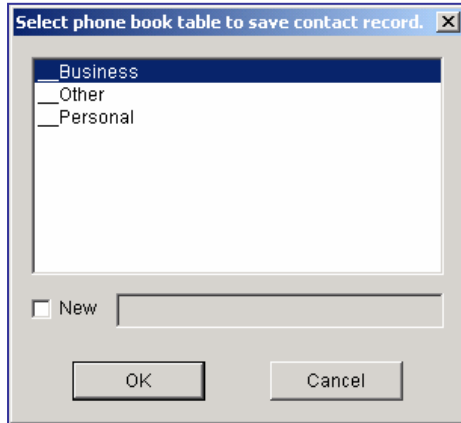 Select phone book table to save contact record.
__Business
__Other
__Personal
New
OK
Cancel